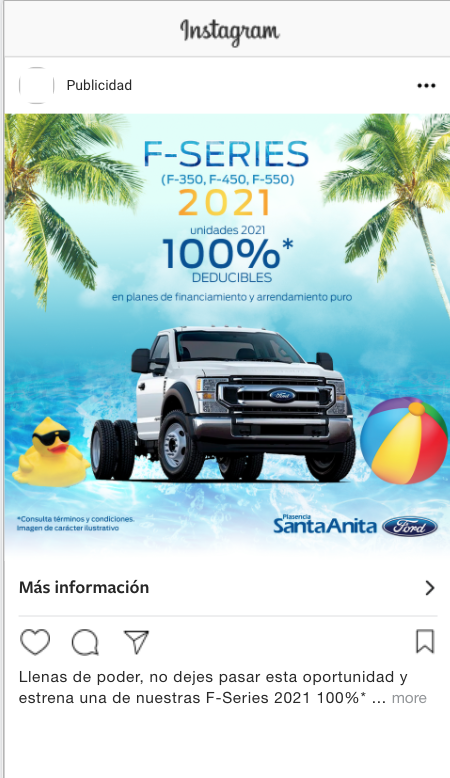 Instagram
Publicidad
F-SERIES
(F-350, F-450, F-550)
2021
unidades 2021
100%*
DEDUCIBLES
en planes de financiamiento y arrendamiento puro
Ford
*Consulta términos y condiciones.
Imagen de carácter ilustrativo
Plasencia
SantaAnita Ford
Más información
Llenas de poder, no dejes pasar esta oportunidad y
estrena una de nuestras F-Series 2021 100%* ... more